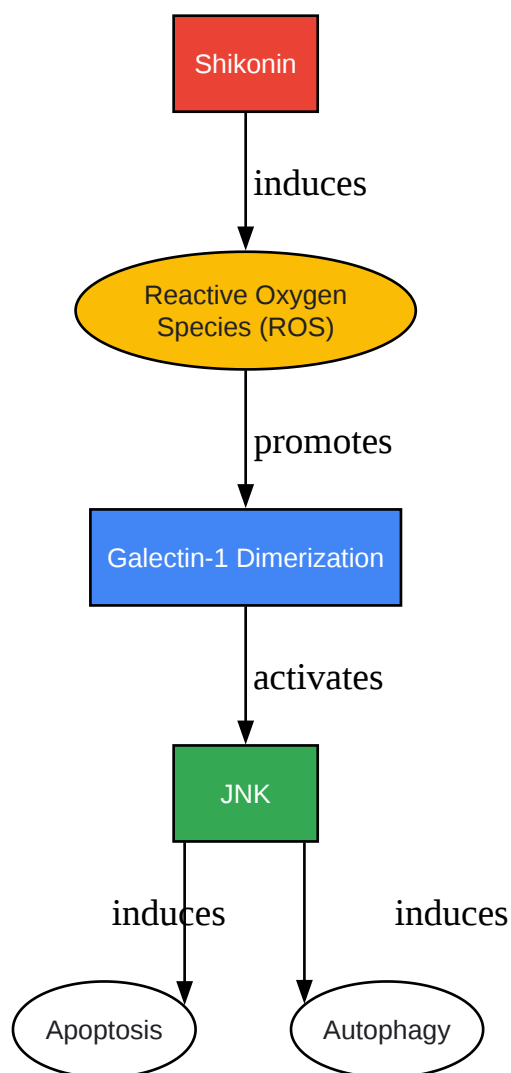 Shikonin
induces
Reactive Oxygen
Species (ROS)
promotes
Galectin-1 Dimerization
activates
JNK
induces
induces
Apoptosis
Autophagy